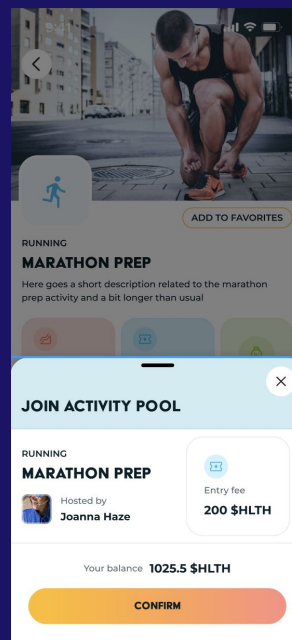 9:41
ADD TO FAVORITES
RUNNING
MARATHON PREP
Here goes a short description related to the marathon
prep activity and a bit longer than usual
JOIN ACTIVITY POOL
RUNNING
MARATHON PREP
Hosted by
Joanna Haze
Entry fee
200 $HLTH
Your balance 1025.5 $HLTH
CONFIRM